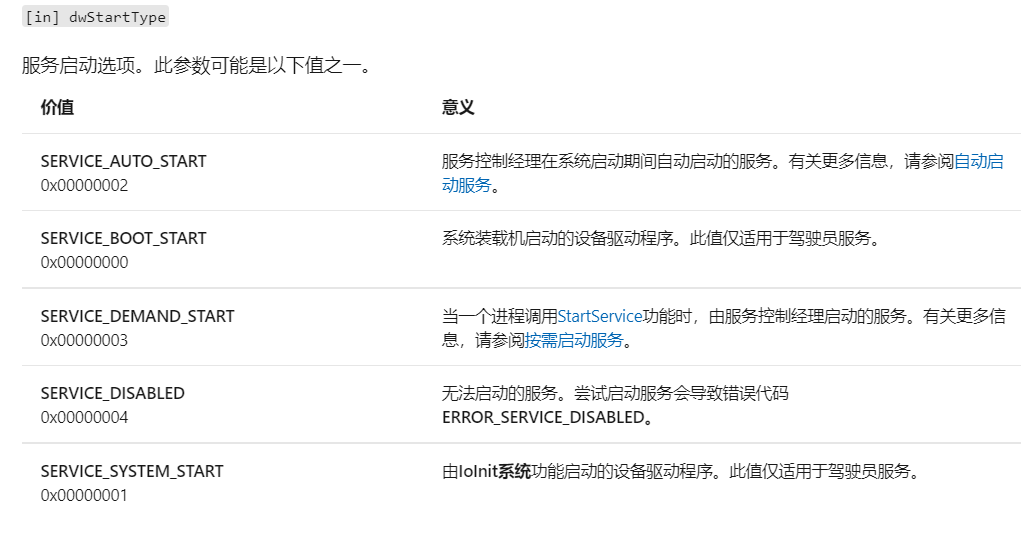 [in] dwStartType
服务启动选项。此参数可能是以下值之一。
价值 意义
SERVICE_AUTO_START
0x00000002
服务控制经理在系统启动期间自动启动的服务。有关更多信息，请参阅自动启
动服务。
SERVICE_BOOT_START
0x00000000
系统装载机启动的设备驱动程序。此值仅适用于驾驶员服务。
SERVICE_DEMAND_START
0x00000003
当一个进程调用StartService功能时，由服务控制经理启动的服务。有关更多信
息，请参阅按需启动服务。
SERVICE_DISABLED
0x00000004
无法启动的服务。尝试启动服务会导致错误代码
ERROR_SERVICE_DISABLED。
SERVICE_SYSTEM_START
0x00000001
由IoInit系统功能启动的设备驱动程序。此值仅适用于驾驶员服务。